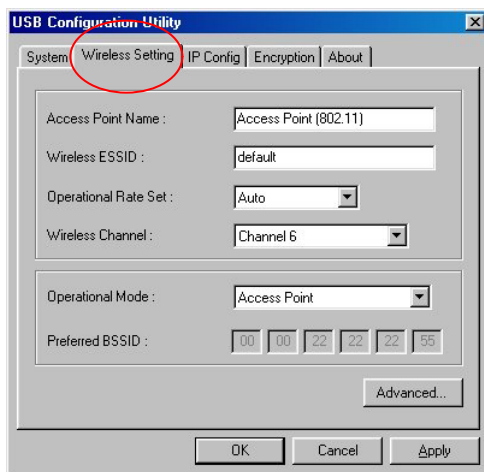 USB Configuration Utility
System Wireless Setting IP Config Encryption About
Access Point Name : Access Point (802.11)
Wireless ESSID : default
Operational Rate Set : Auto
Wireless Channel : Channel 6
Operational Mode : Access Point
Preferred BSSID : 00 00 22 22 22 55
Advanced...
OK Cancel Apply